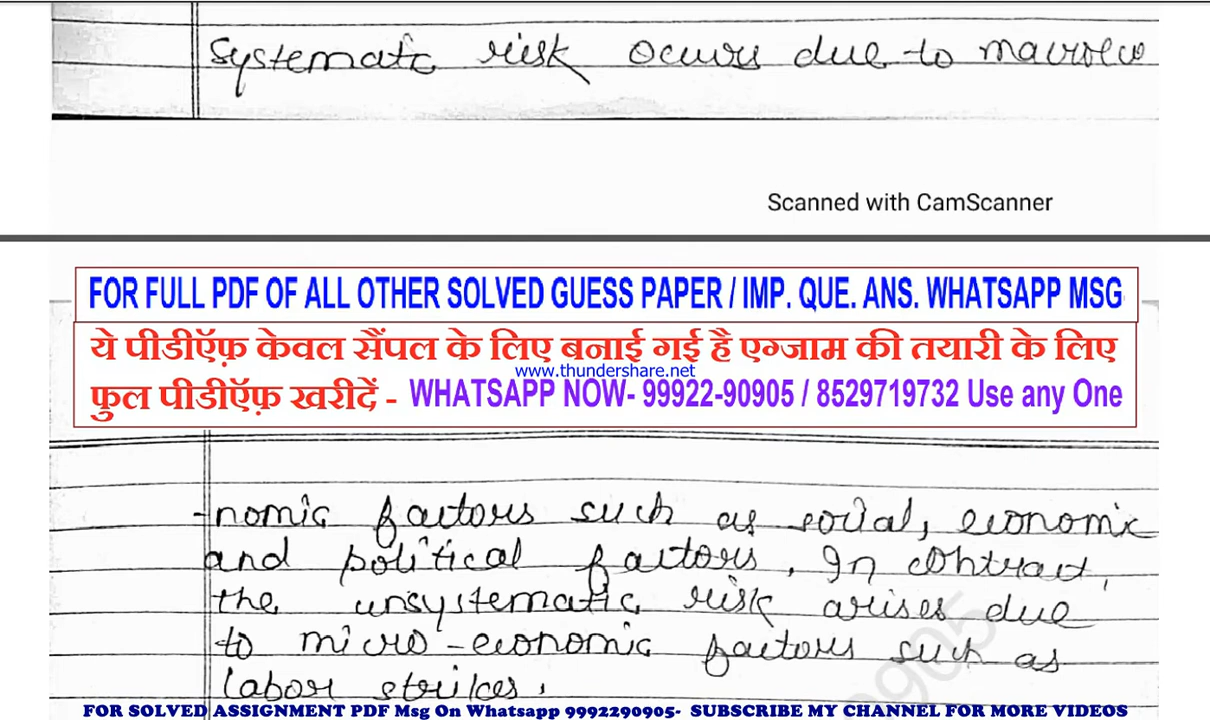 Systematic risk occurs due to macroeco
Scanned with CamScanner
FOR FULL PDF OF ALL OTHER SOLVED GUESS PAPER / IMP. QUE. ANS. WHATSAPP MSG
ये पीडीऍफ़ केवल सैंपल के लिए बनाई गई है एग्जाम की तयारी के लिए
www.thundershare.net
फुल पीडीऍफ़ खरीदें - WHATSAPP NOW- 99922-90905 / 8529719732 Use any One
-nomic factors such as social, economic
and political factors. In contract,
the unsystematic risk arises due
to micro-economic factors such as
labor strikes.
FOR SOLVED ASSIGNMENT PDF Msg On Whatsapp 9992290905- SUBSCRIBE MY CHANNEL FOR MORE VIDEOS